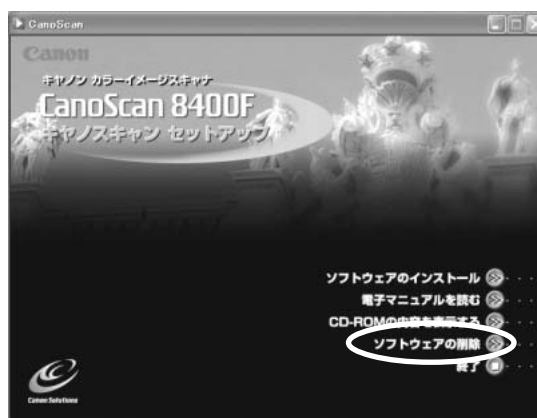 CanoScan
Canon
キヤノン カラーイメージスキャナ
CanoScan 8400F
キヤノスキャン セットアップ
ソフトウェアのインストール
電子マニュアルを読む
CD-ROMの内容を表示する
ソフトウェアの削除
終了
Canon Solutions